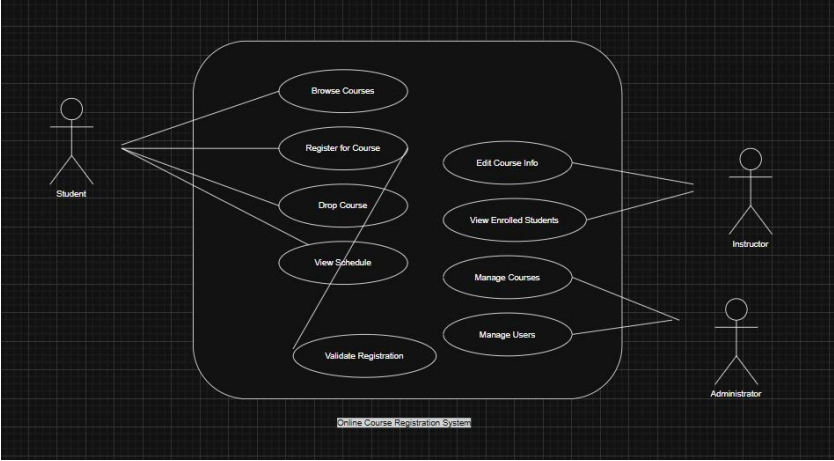 Browse Courses
Register for Course
Edit Course Info
Student
Drop Course
View Enrolled Students
Instructor
View Schedule
Manage Courses
Manage Users
Validate Registration
Administrator
Online Course Registration System